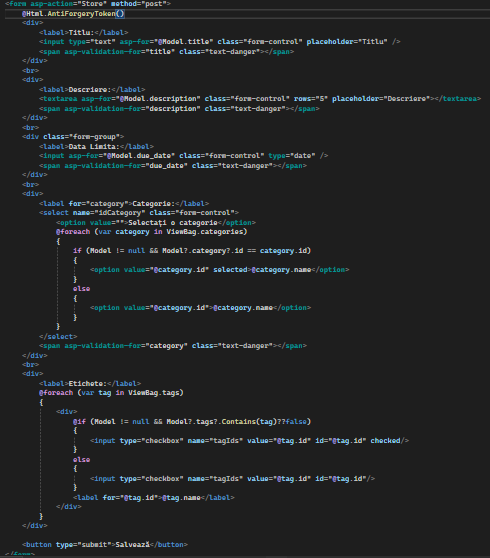 <form asp-action="Store" method="post">
@Html.AntiForgeryToken()
<div>
<label>Titlu:</label>
<input type="text" asp-for="@Model.title" class="form-control" placeholder="Titlu" />
<span asp-validation-for="title" class="text-danger"></span>
</div>
<br>
<div>
<label>Descriere:</label>
<textarea asp-for="@Model.description" class="form-control" rows="5" placeholder="Descriere"></textarea>
<span asp-validation-for="description" class="text-danger"></span>
</div>
<br>
<div class="form-group">
<label>Data Limita:</label>
<input asp-for="@Model.due_date" class="form-control" type="date" />
<span asp-validation-for="due_date" class="text-danger"></span>
</div>
<br>
<div>
<label for="category">Categorie:</label>
<select name="idCategory" class="form-control">
<option value="">Selectați o categorie</option>
@foreach (var category in ViewBag.categories)
{
if (Model != null && Model?.category?.id == category.id)
{
<option value="@category.id" selected>@category.name</option>
}
else
{
<option value="@category.id">@category.name</option>
}
}
</select>
<span asp-validation-for="category" class="text-danger"></span>
</div>
<br>
<div>
<label>Etichete:</label>
@foreach (var tag in ViewBag.tags)
{
<div>
@if (Model != null && Model?.tags?.Contains(tag)??false)
{
<input type="checkbox" name="tagIds" value="@tag.id" id="@tag.id" checked/>
}
else
{
<input type="checkbox" name="tagIds" value="@tag.id" id="@tag.id"/>
}
<label for="@tag.id">@tag.name</label>
</div>
}
</div>
<button type="submit">Salvează</button>
</form>